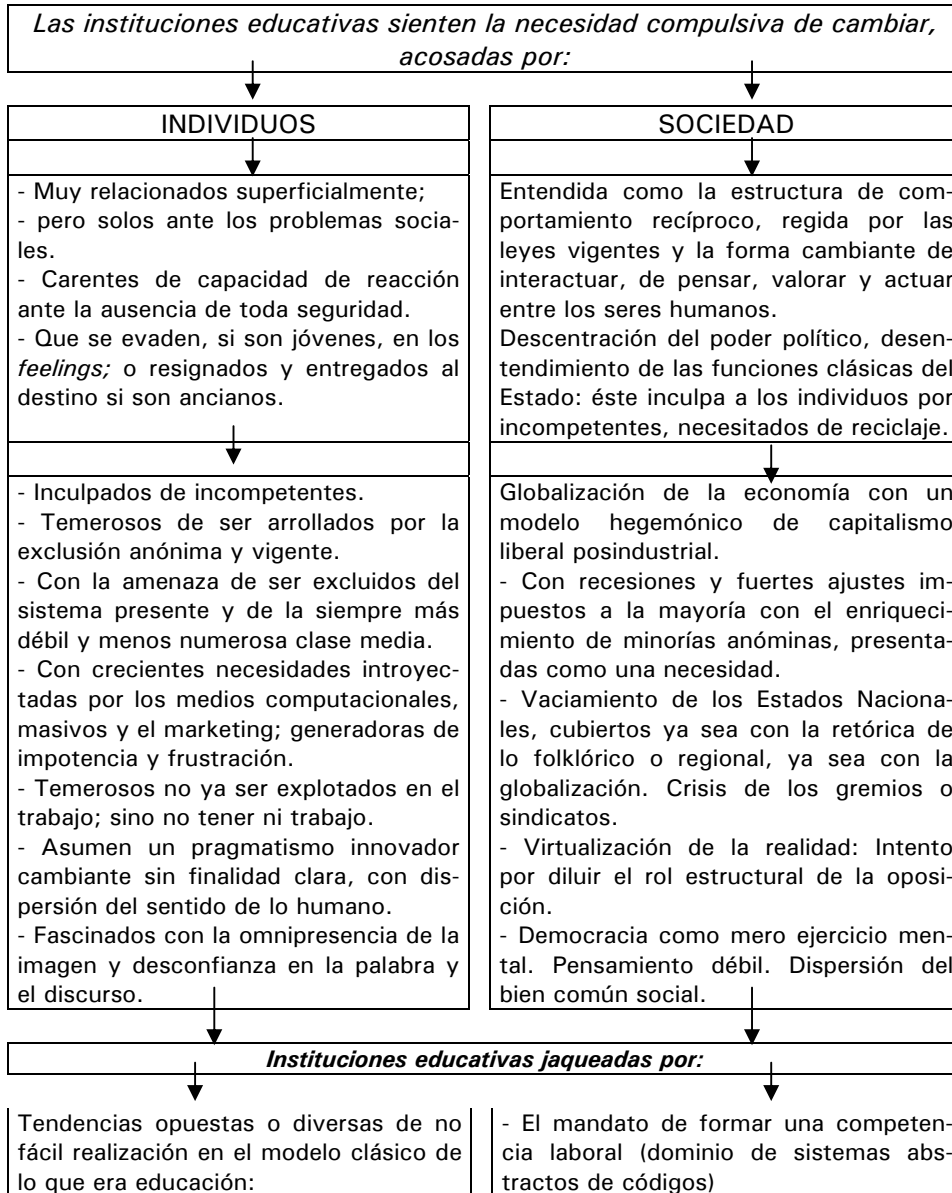 Las instituciones educativas sienten la necesidad compulsiva de cambiar,
acosadas por:
INDIVIDUOS
- Muy relacionados superficialmente;
- pero solos ante los problemas socia-
les.
- Carentes de capacidad de reacción
ante la ausencia de toda seguridad.
- Que se evaden, si son jóvenes, en los
feelings; o resignados y entregados al
destino si son ancianos.
- Inculpados de incompetentes.
- Temerosos de ser arrollados por la
exclusión anónima y vigente.
- Con la amenaza de ser excluidos del
sistema presente y de la siempre más
débil y menos numerosa clase media.
- Con crecientes necesidades introyec-
tadas por los medios computacionales,
masivos y el marketing; generadoras de
impotencia y frustración.
- Temerosos no ya ser explotados en el
trabajo; sino no tener ni trabajo.
- Asumen un pragmatismo innovador
cambiante sin finalidad clara, con dis-
persión del sentido de lo humano.
- Fascinados con la omnipresencia de la
imagen y desconfianza en la palabra y
el discurso.
SOCIEDAD
Entendida como la estructura de com-
portamiento recíproco, regida por las
leyes vigentes y la forma cambiante de
interactuar, de pensar, valorar y actuar
entre los seres humanos.
Descentración del poder político, desen-
tendimiento de las funciones clásicas del
Estado: éste inculpa a los individuos por
incompetentes, necesitados de reciclaje.
Globalización de la economía con un
modelo hegemónico de capitalismo
liberal posindustrial.
- Con recesiones y fuertes ajustes im-
puestos a la mayoría con el enriqueci-
miento de minorías anóminas, presenta-
das como una necesidad.
- Vaciamiento de los Estados Naciona-
les, cubiertos ya sea con la retórica de
lo folklórico o regional, ya sea con la
globalización. Crisis de los gremios o
sindicatos.
- Virtualización de la realidad: Intento
por diluir el rol estructural de la oposi-
ción.
- Democracia como mero ejercicio men-
tal. Pensamiento débil. Dispersión del
bien común social.
Instituciones educativas jaqueadas por:
Tendencias opuestas o diversas de no
fácil realización en el modelo clásico de
lo que era educación:
- El mandato de formar una competen-
cia laboral (dominio de sistemas abs-
tractos de códigos)